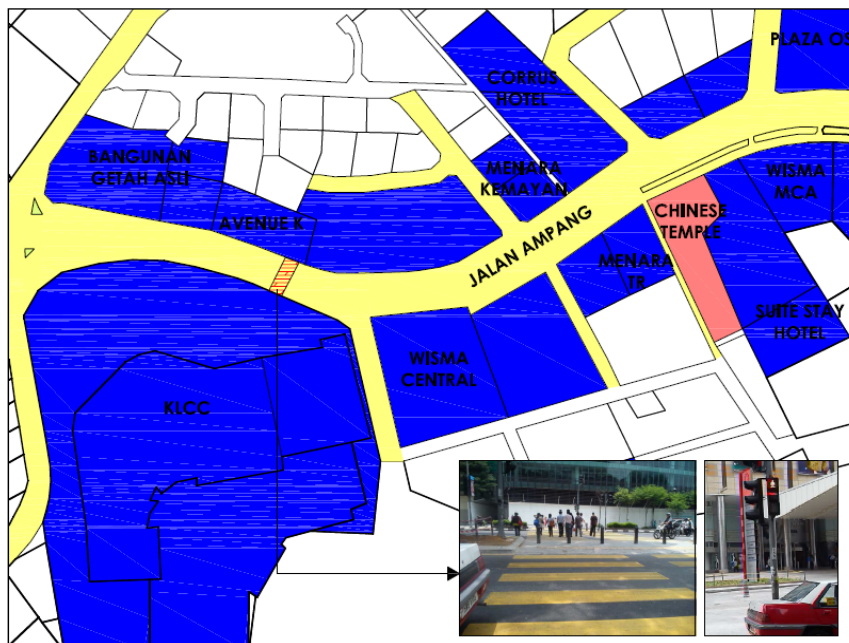 PLAZA OS
CORRUS
HOTEL
BANGUNAN
GETAH ASLI
MENARA
KEMAYAN
WISMA
MCA
AVENUE K
CHINESE
TEMPLE
JALAN AMPANG
MENARA
TR
SUITE STAY
HOTEL
WISMA
CENTRAL
KLCC